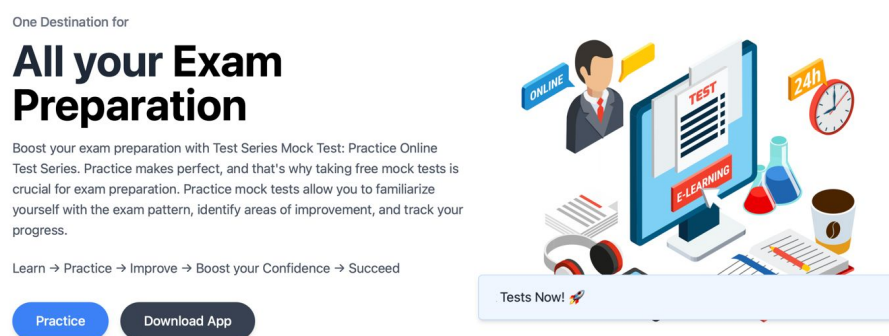 One Destination for
All your Exam
Preparation
Boost your exam preparation with Test Series Mock Test: Practice Online
Test Series. Practice makes perfect, and that's why taking free mock tests is
crucial for exam preparation. Practice mock tests allow you to familiarize
yourself with the exam pattern, identify areas of improvement, and track your
progress.
Learn → Practice → Improve → Boost your Confidence → Succeed
Practice
Download App
ONLINE
TEST
24h
E-LEARNING
Tests Now! 🚀